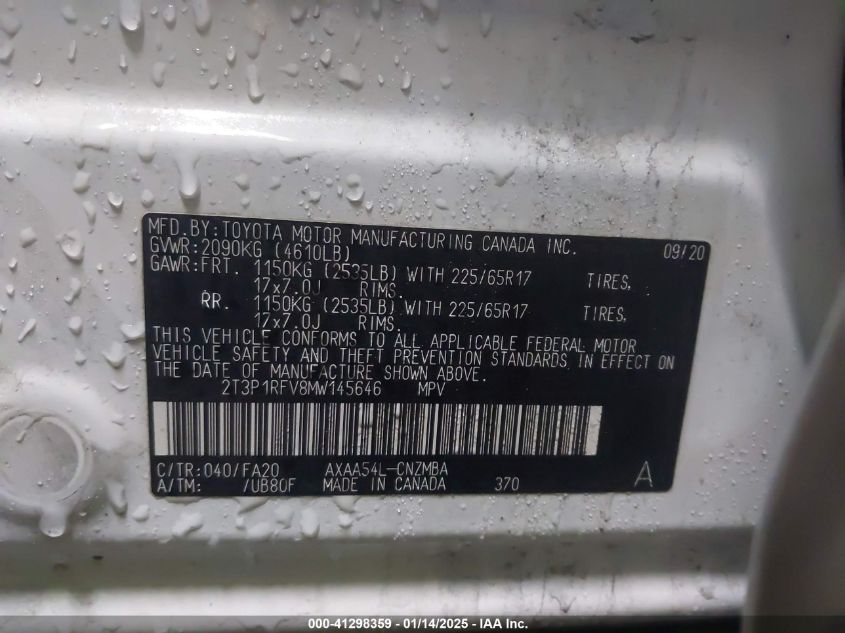 MFD.BY:TOYOTA MOTOR MANUFACTURING CANADA INC. 09/20
GVWR:2090KG (4610LB)
GAWR:FRT. 1150KG (2535LB) WITH 225/65R17 TIRES,
17x7.0J RIMS.
RR. 1150KG (2535LB) WITH 225/65R17 TIRES,
17x7.0J RIMS.
THIS VEHICLE CONFORMS TO ALL APPLICABLE FEDERAL MOTOR
VEHICLE SAFETY AND THEFT PREVENTION STANDARDS IN EFFECT ON
THE DATE OF MANUFACTURE SHOWN ABOVE.
2T3P1RFV8MW145646 MPV
C/TR:040/FA20 AXAA54L-CNZMBA
A/TM: /UB80F MADE IN CANADA 370 A
000-41298359 — 01/14/2025 — IAA Inc.